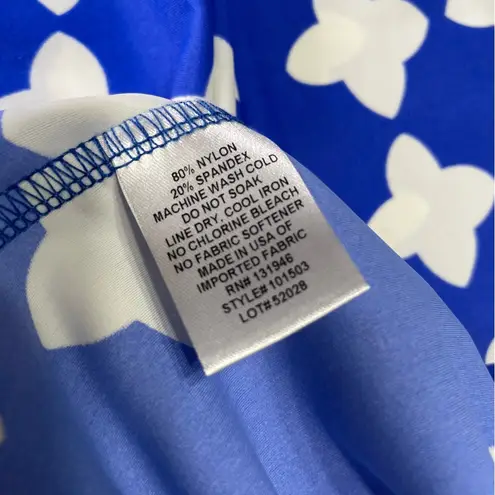 80% NYLON
20% SPANDEX
MACHINE WASH COLD
DO NOT SOAK
LINE DRY. COOL IRON
NO CHLORINE BLEACH
NO FABRIC SOFTENER
MADE IN USA OF
IMPORTED FABRIC
RN# 131946
STYLE# 101503
LOT#52028